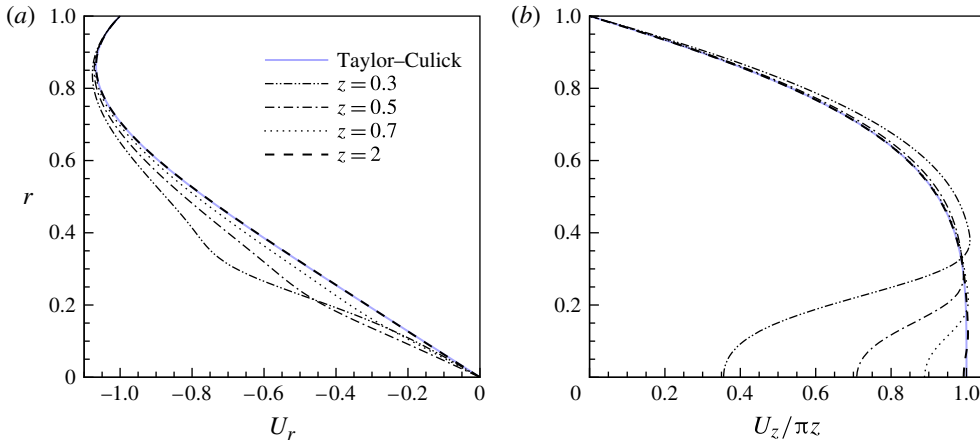 (a)
1.0
0.8
0.6
r
0.4
0.2
0
−1.0 −0.8 −0.6 −0.4 −0.2 0
U_r
Taylor–Culick
z = 0.3
z = 0.5
z = 0.7
z = 2
(b)
1.0
0.8
0.6
0.4
0.2
0
0 0.2 0.4 0.6 0.8 1.0
U_z/πz